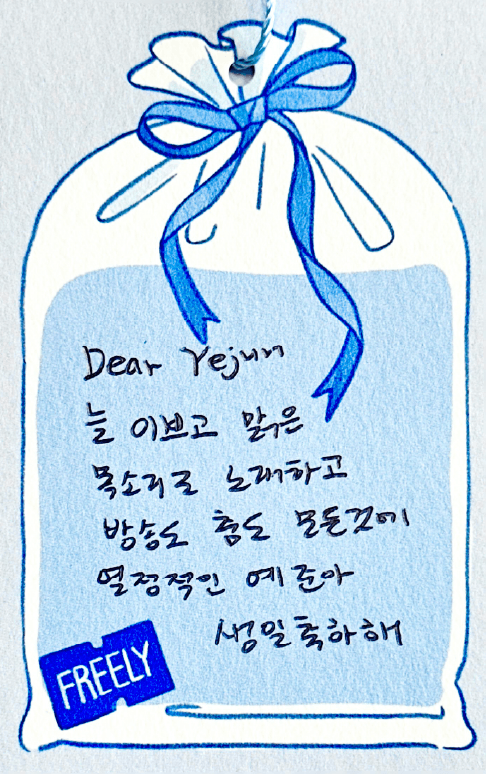 Dear Yejun
늘 이쁘고 맑은
목소리로 노래하고
방송도 춤도 모든것에
열정적인 예준아
생일축하해
FREELY